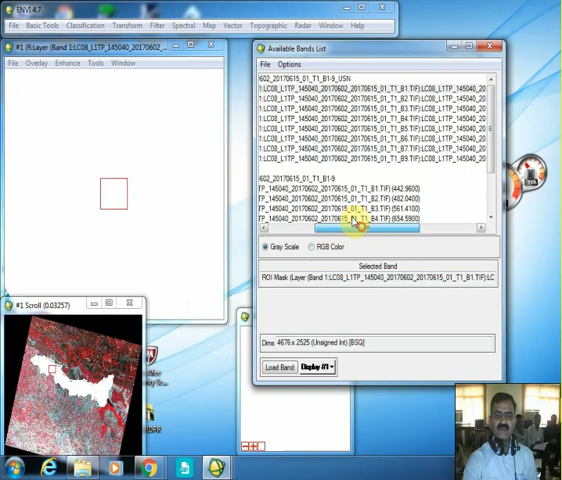 ENVI 4.7
File Basic Tools Classification Transform Filter Spectral Map Vector Topographic Radar Window Help
#1 (R:Layer (Band 1:LC08_L1TP_145040_20170602_...
File Overlay Enhance Tools Window
Available Bands List
File Options
602_20170615_01_T1_B1-9_USN
1:LC08_L1TP_145040_20170602_20170615_01_T1_B1.TIF):LC08_L1TP_145040_20
1:LC08_L1TP_145040_20170602_20170615_01_T1_B2.TIF):LC08_L1TP_145040_20
1:LC08_L1TP_145040_20170602_20170615_01_T1_B3.TIF):LC08_L1TP_145040_20
1:LC08_L1TP_145040_20170602_20170615_01_T1_B4.TIF):LC08_L1TP_145040_20
1:LC08_L1TP_145040_20170602_20170615_01_T1_B5.TIF):LC08_L1TP_145040_20
1:LC08_L1TP_145040_20170602_20170615_01_T1_B6.TIF):LC08_L1TP_145040_20
1:LC08_L1TP_145040_20170602_20170615_01_T1_B7.TIF):LC08_L1TP_145040_20
1:LC08_L1TP_145040_20170602_20170615_01_T1_B9.TIF):LC08_L1TP_145040_20
602_20170615_01_T1_B1-9
TP_145040_20170602_20170615_01_T1_B1.TIF) (442.9600)
TP_145040_20170602_20170615_01_T1_B2.TIF) (482.0400)
TP_145040_20170602_20170615_01_T1_B3.TIF) (561.4100)
TP_145040_20170602_20170615_01_T1_B4.TIF) (654.5900)
Gray Scale RGB Color
Selected Band
ROI Mask (Layer (Band 1:LC08_L1TP_145040_20170602_20170615_01_T1_B1.TIF):LC
Dims 4676 x 2525 (Unsigned Int) [BSQ]
Load Band Display #1
#1 Scroll (0.03257)